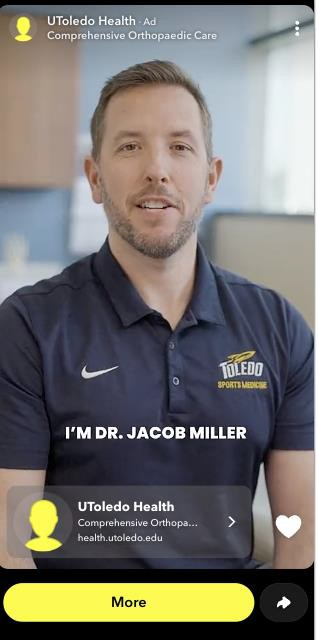 UToledo Health · Ad
Comprehensive Orthopaedic Care
TOLEDO
SPORTS MEDICINE
I'M DR. JACOB MILLER
UToledo Health
Comprehensive Orthopa...
health.utoledo.edu
More